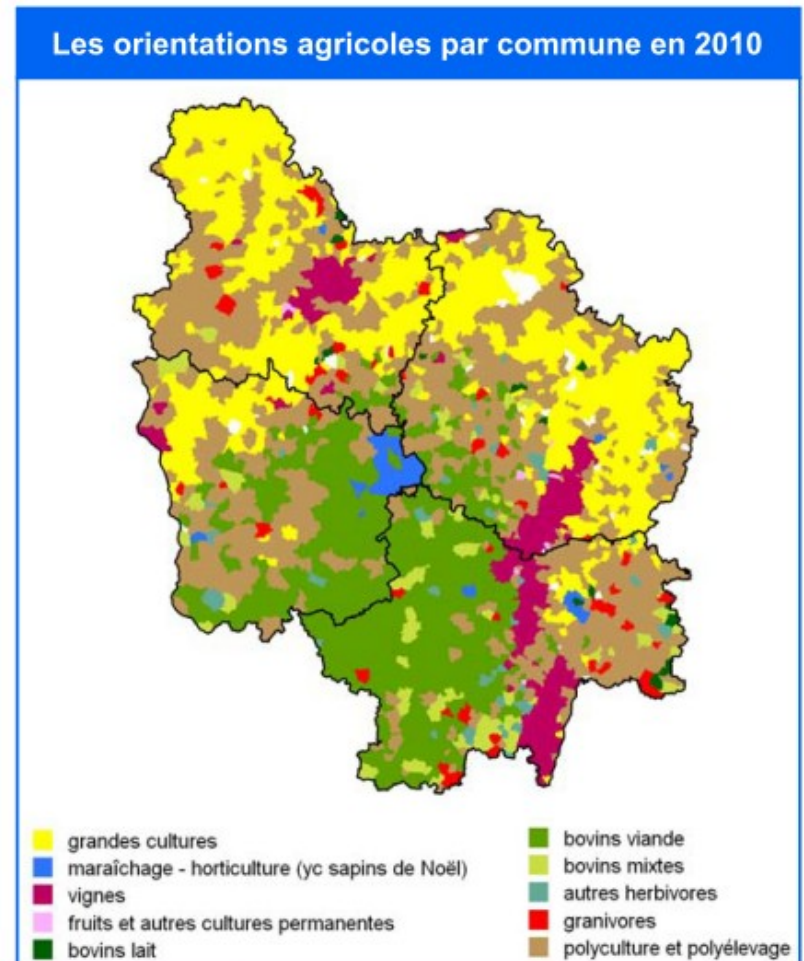 Les orientations agricoles par commune en 2010
grandes cultures
maraîchage - horticulture (yc sapins de Noël)
vignes
fruits et autres cultures permanentes
bovins lait
bovins viande
bovins mixtes
autres herbivores
granivores
polyculture et polyélevage